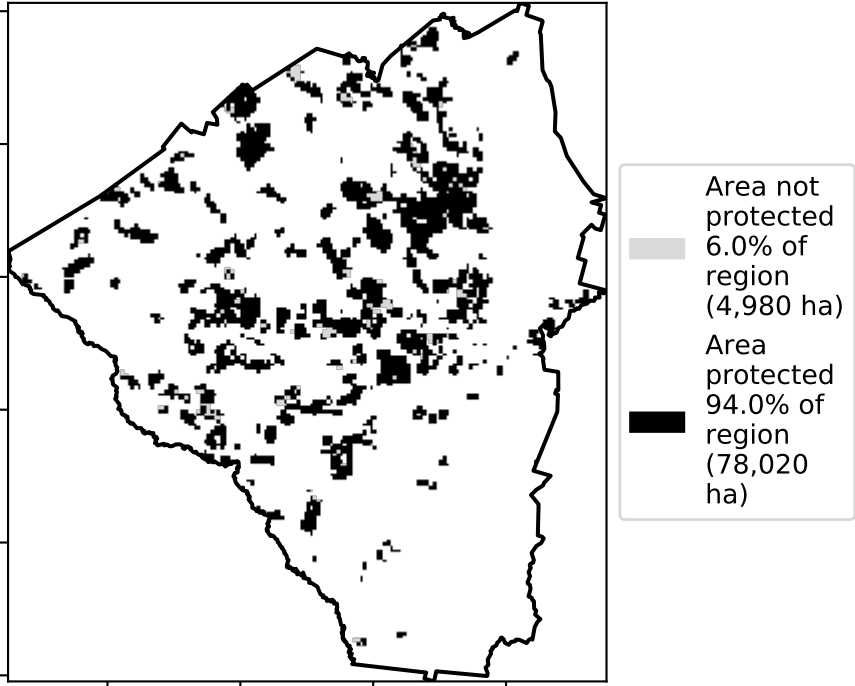 Area not
protected
6.0% of
region
(4,980 ha)
Area
protected
94.0% of
region
(78,020
ha)